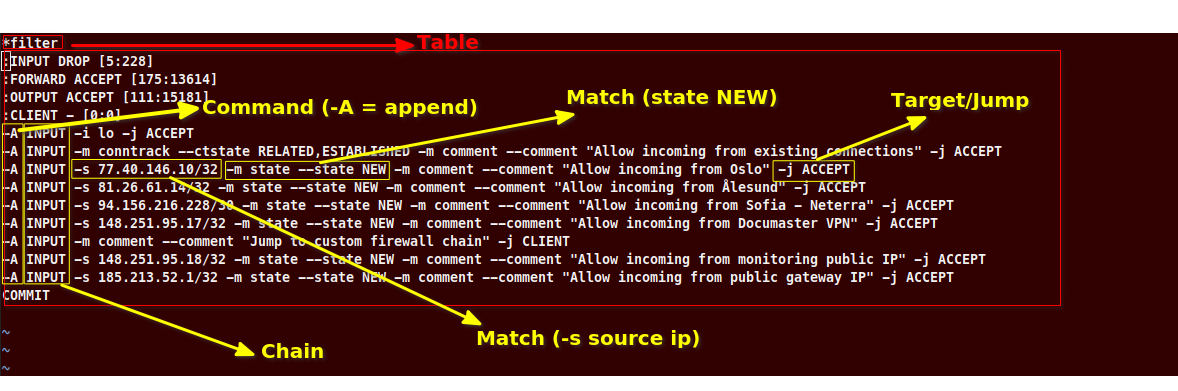 *filter
Table
:INPUT DROP [5:228]
:FORWARD ACCEPT [175:13614]
:OUTPUT ACCEPT [111:15181]
Command (-A = append)
Match (state NEW)
Target/Jump
:CLIENT - [0:0]
-A INPUT -i lo -j ACCEPT
-A INPUT -m conntrack --ctstate RELATED,ESTABLISHED -m comment --comment "Allow incoming from existing connections" -j ACCEPT
-A INPUT -s 77.40.146.10/32 -m state --state NEW -m comment --comment "Allow incoming from Oslo" -j ACCEPT
-A INPUT -s 81.26.61.14/32 -m state --state NEW -m comment --comment "Allow incoming from Ålesund" -j ACCEPT
-A INPUT -s 94.156.216.228/30 -m state --state NEW -m comment --comment "Allow incoming from Sofia - Neterra" -j ACCEPT
-A INPUT -s 148.251.95.17/32 -m state --state NEW -m comment --comment "Allow incoming from Documaster VPN" -j ACCEPT
-A INPUT -m comment --comment "Jump to custom firewall chain" -j CLIENT
-A INPUT -s 148.251.95.18/32 -m state --state NEW -m comment --comment "Allow incoming from monitoring public IP" -j ACCEPT
-A INPUT -s 185.213.52.1/32 -m state --state NEW -m comment --comment "Allow incoming from public gateway IP" -j ACCEPT
COMMIT
~
Match (-s source ip)
~
Chain
~